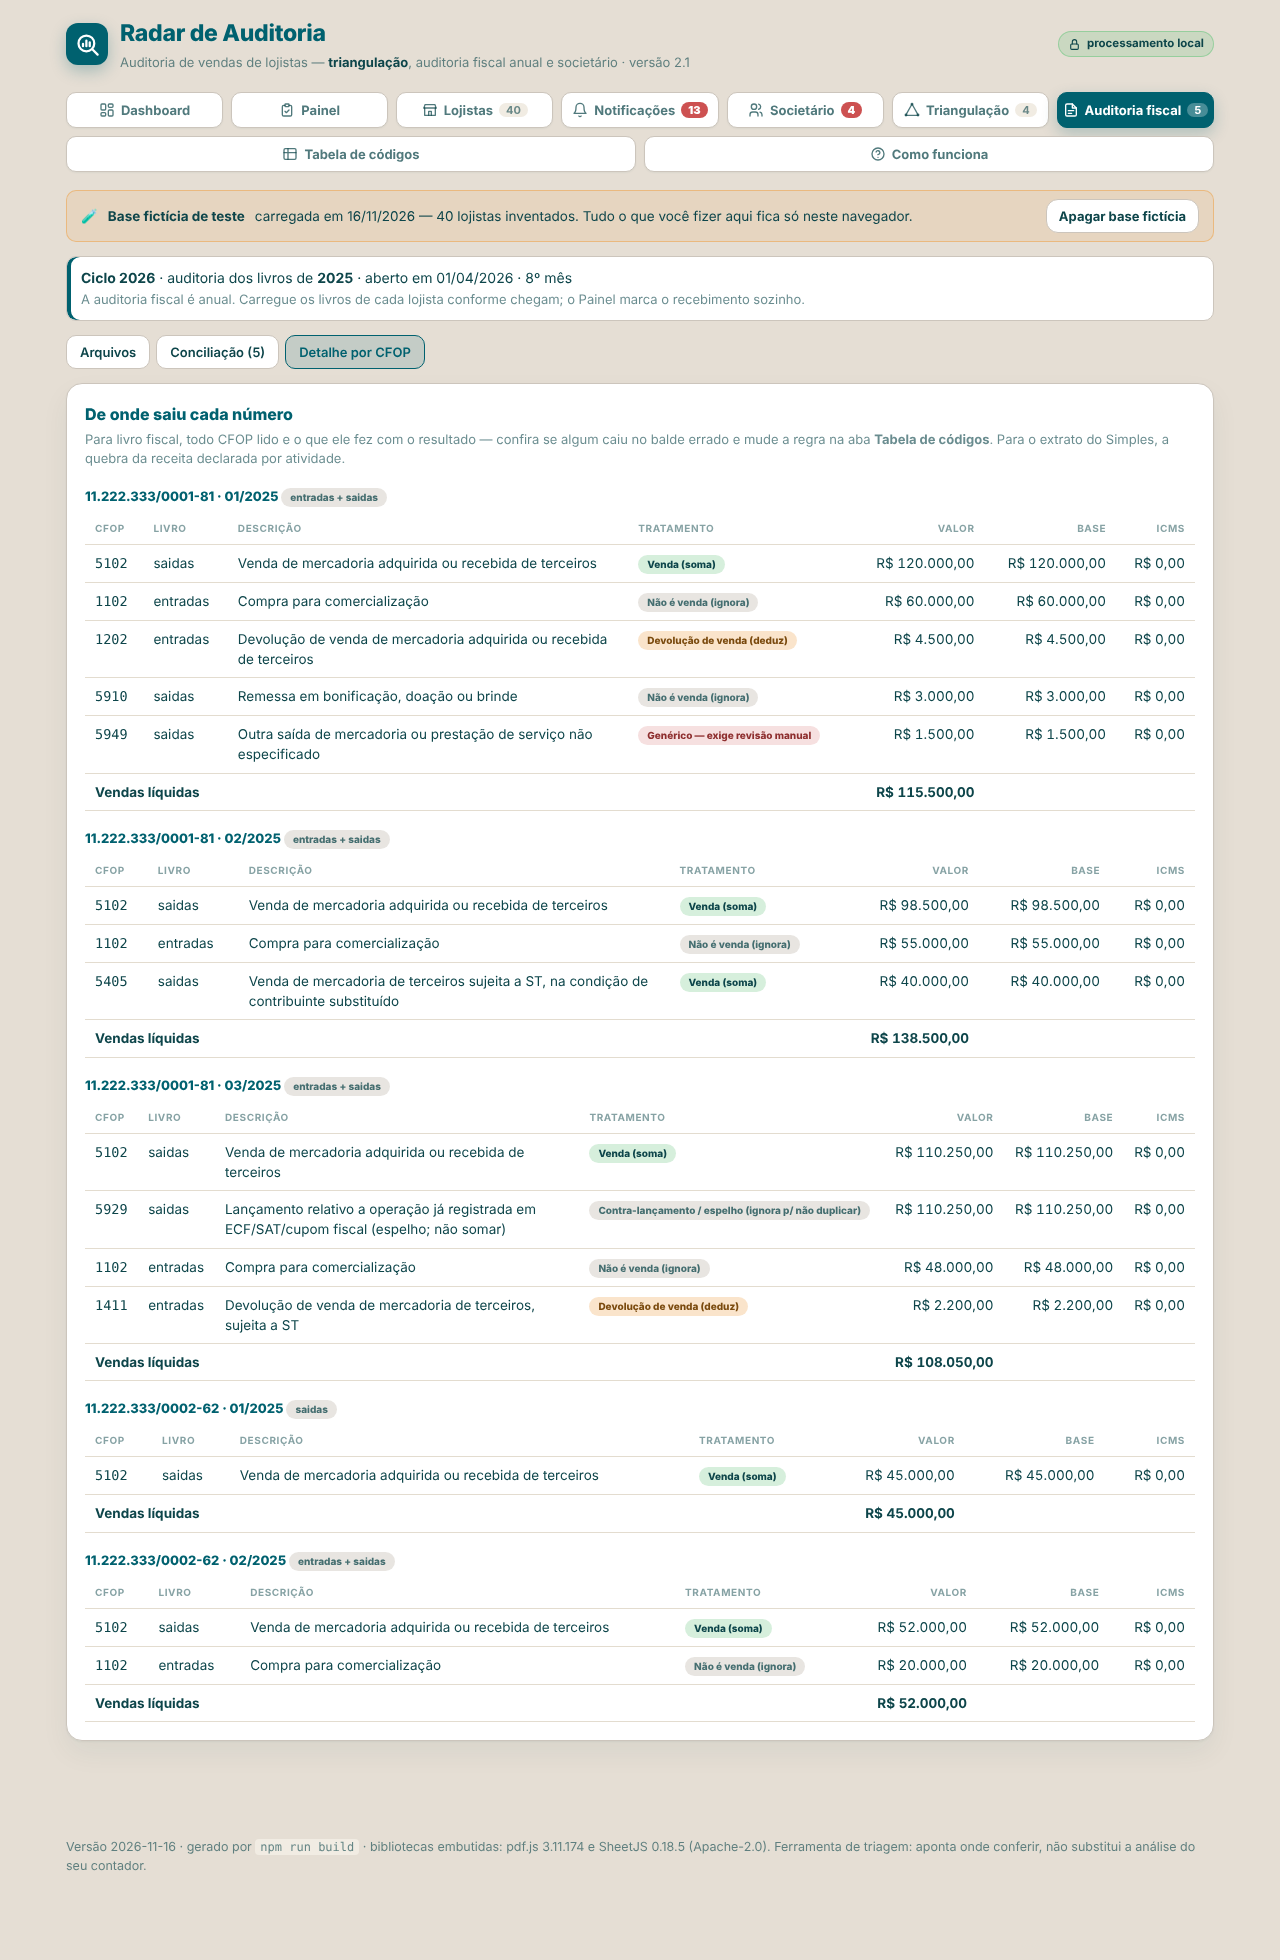 Radar de Auditoria
Auditoria de vendas de lojistas — triangulação, auditoria fiscal anual e societário · versão 2.1
processamento local
Dashboard
Painel
Lojistas 40
Notificações 13
Societário 4
Triangulação 4
Auditoria fiscal 5
Tabela de códigos
Como funciona
Base fictícia de teste carregada em 16/11/2026 — 40 lojistas inventados. Tudo o que você fizer aqui fica só neste navegador.
Apagar base fictícia
Ciclo 2026 · auditoria dos livros de 2025 · aberto em 01/04/2026 · 8º mês
A auditoria fiscal é anual. Carregue os livros de cada lojista conforme chegam; o Painel marca o recebimento sozinho.
Arquivos
Conciliação (5)
Detalhe por CFOP
De onde saiu cada número
Para livro fiscal, todo CFOP lido e o que ele fez com o resultado — confira se algum caiu no balde errado e mude a regra na aba Tabela de códigos. Para o extrato do Simples, a
quebra da receita declarada por atividade.
11.222.333/0001-81 · 01/2025 entradas + saidas
CFOP LIVRO DESCRIÇÃO TRATAMENTO VALOR BASE ICMS
5102 saidas Venda de mercadoria adquirida ou recebida de terceiros Venda (soma) R$ 120.000,00 R$ 120.000,00 R$ 0,00
1102 entradas Compra para comercialização Não é venda (ignora) R$ 60.000,00 R$ 60.000,00 R$ 0,00
1202 entradas Devolução de venda de mercadoria adquirida ou recebida Devolução de venda (deduz) R$ 4.500,00 R$ 4.500,00 R$ 0,00
de terceiros
5910 saidas Remessa em bonificação, doação ou brinde Não é venda (ignora) R$ 3.000,00 R$ 3.000,00 R$ 0,00
5949 saidas Outra saída de mercadoria ou prestação de serviço não Genérico — exige revisão manual R$ 1.500,00 R$ 1.500,00 R$ 0,00
especificado
Vendas líquidas R$ 115.500,00
11.222.333/0001-81 · 02/2025 entradas + saidas
CFOP LIVRO DESCRIÇÃO TRATAMENTO VALOR BASE ICMS
5102 saidas Venda de mercadoria adquirida ou recebida de terceiros Venda (soma) R$ 98.500,00 R$ 98.500,00 R$ 0,00
1102 entradas Compra para comercialização Não é venda (ignora) R$ 55.000,00 R$ 55.000,00 R$ 0,00
5405 saidas Venda de mercadoria de terceiros sujeita a ST, na condição de Venda (soma) R$ 40.000,00 R$ 40.000,00 R$ 0,00
contribuinte substituído
Vendas líquidas R$ 138.500,00
11.222.333/0001-81 · 03/2025 entradas + saidas
CFOP LIVRO DESCRIÇÃO TRATAMENTO VALOR BASE ICMS
5102 saidas Venda de mercadoria adquirida ou recebida de Venda (soma) R$ 110.250,00 R$ 110.250,00 R$ 0,00
terceiros
5929 saidas Lançamento relativo a operação já registrada em Contra-lançamento / espelho (ignora p/ não duplicar) R$ 110.250,00 R$ 110.250,00 R$ 0,00
ECF/SAT/cupom fiscal (espelho; não somar)
1102 entradas Compra para comercialização Não é venda (ignora) R$ 48.000,00 R$ 48.000,00 R$ 0,00
1411 entradas Devolução de venda de mercadoria de terceiros, Devolução de venda (deduz) R$ 2.200,00 R$ 2.200,00 R$ 0,00
sujeita a ST
Vendas líquidas R$ 108.050,00
11.222.333/0002-62 · 01/2025 saidas
CFOP LIVRO DESCRIÇÃO TRATAMENTO VALOR BASE ICMS
5102 saidas Venda de mercadoria adquirida ou recebida de terceiros Venda (soma) R$ 45.000,00 R$ 45.000,00 R$ 0,00
Vendas líquidas R$ 45.000,00
11.222.333/0002-62 · 02/2025 entradas + saidas
CFOP LIVRO DESCRIÇÃO TRATAMENTO VALOR BASE ICMS
5102 saidas Venda de mercadoria adquirida ou recebida de terceiros Venda (soma) R$ 52.000,00 R$ 52.000,00 R$ 0,00
1102 entradas Compra para comercialização Não é venda (ignora) R$ 20.000,00 R$ 20.000,00 R$ 0,00
Vendas líquidas R$ 52.000,00
Versão 2026-11-16 · gerado por npm run build · bibliotecas embutidas: pdf.js 3.11.174 e SheetJS 0.18.5 (Apache-2.0). Ferramenta de triagem: aponta onde conferir, não substitui a análise do
seu contador.